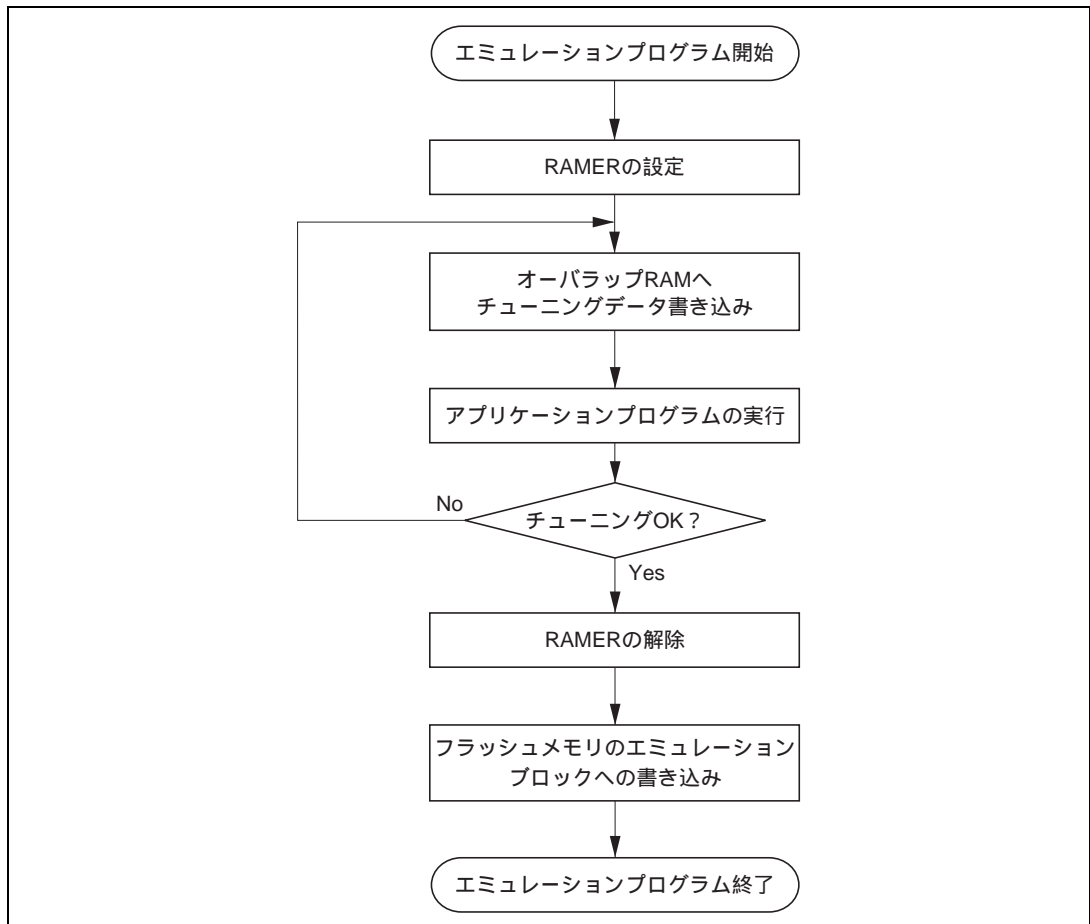 エミュレーションプログラム開始
RAMERの設定
オーバラップRAMへ
チューニングデータ書き込み
アプリケーションプログラムの実行
No
チューニングOK?
Yes
RAMERの解除
フラッシュメモリのエミュレーション
ブロックへの書き込み
エミュレーションプログラム終了